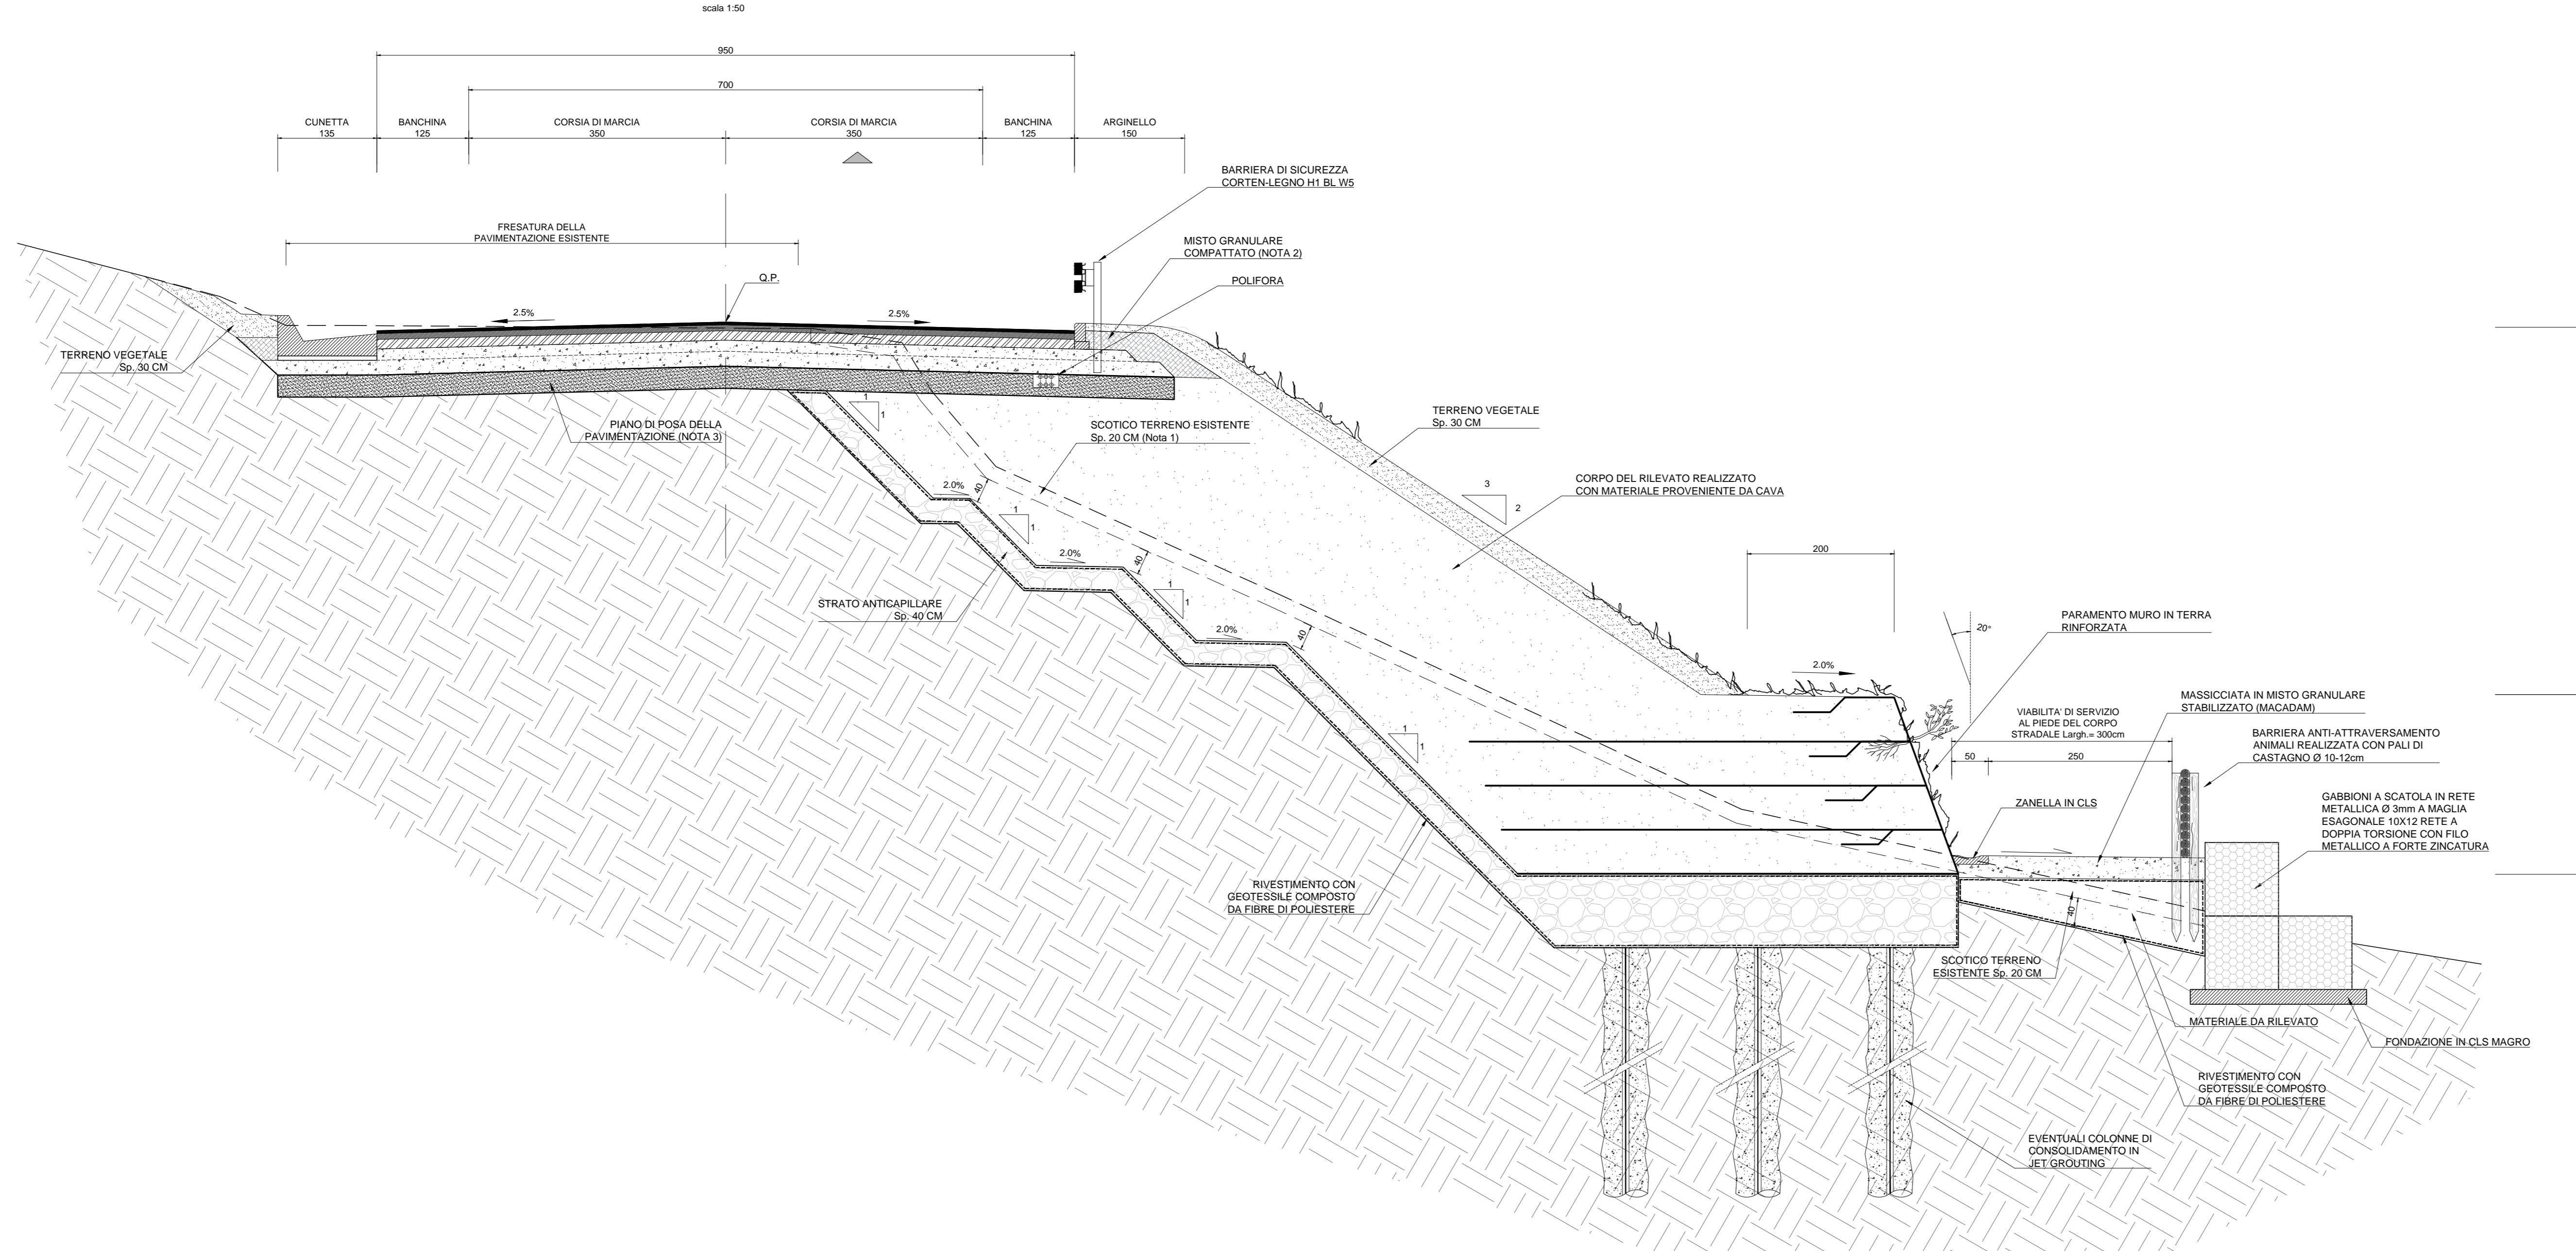 scala 1:50
950
700
CUNETTA
135
BANCHINA
125
CORSIA DI MARCIA
350
CORSIA DI MARCIA
350
BANCHINA
125
ARGINELLO
150
BARRIERA DI SICUREZZA
CORTEN-LEGNO H1 BL W5
FRESATURA DELLA
PAVIMENTAZIONE ESISTENTE
MISTO GRANULARE
COMPATTATO (NOTA 2)
Q.P.
POLIFORA
2.5%
2.5%
TERRENO VEGETALE
Sp. 30 CM
PIANO DI POSA DELLA
PAVIMENTAZIONE (NOTA 3)
1
1
SCOTICO TERRENO ESISTENTE
Sp. 20 CM (Nota 1)
TERRENO VEGETALE
Sp. 30 CM
CORPO DEL RILEVATO REALIZZATO
CON MATERIALE PROVENIENTE DA CAVA
3
2
2.0%
40
1
1
2.0%
40
200
STRATO ANTICAPILLARE
Sp. 40 CM
1
1
2.0%
40
PARAMENTO MURO IN TERRA
RINFORZATA
20°
2.0%
MASSICCIATA IN MISTO GRANULARE
STABILIZZATO (MACADAM)
VIABILITA' DI SERVIZIO
AL PIEDE DEL CORPO
STRADALE Largh.= 300cm
1
1
BARRIERA ANTI-ATTRAVERSAMENTO
ANIMALI REALIZZATA CON PALI DI
CASTAGNO Ø 10-12cm
50
250
ZANELLA IN CLS
GABBIONI A SCATOLA IN RETE
METALLICA Ø 3mm A MAGLIA
ESAGONALE 10X12 RETE A
DOPPIA TORSIONE CON FILO
METALLICO A FORTE ZINCATURA
RIVESTIMENTO CON
GEOTESSILE COMPOSTO
DA FIBRE DI POLIESTERE
40
SCOTICO TERRENO
ESISTENTE Sp. 20 CM
MATERIALE DA RILEVATO
FONDAZIONE IN CLS MAGRO
RIVESTIMENTO CON
GEOTESSILE COMPOSTO
DA FIBRE DI POLIESTERE
EVENTUALI COLONNE DI
CONSOLIDAMENTO IN
JET GROUTING